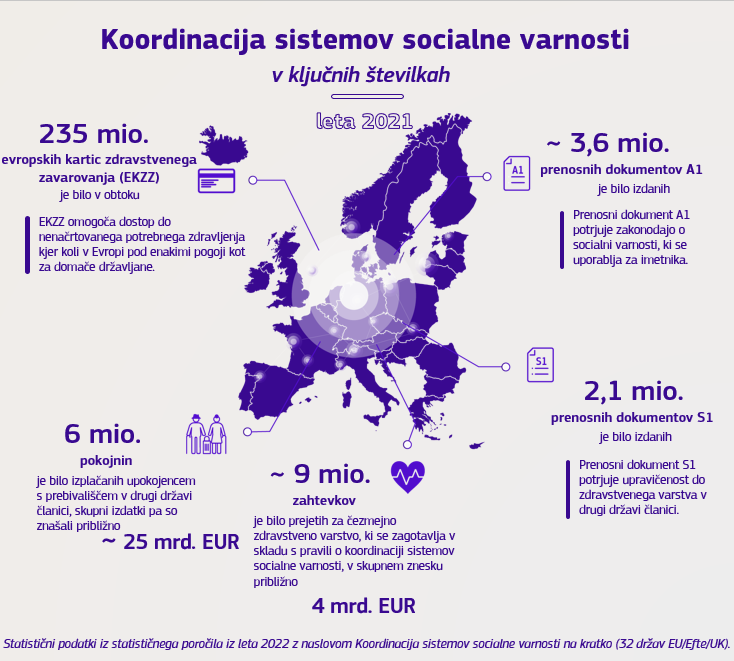 Koordinacija sistemov socialne varnosti
v ključnih številkah
leta 2021
235 mio.
evropskih kartic zdravstvenega
zavarovanja (EKZZ)
je bilo v obtoku
EKZZ omogoča dostop do
nenačrtovanega potrebnega zdravljenja
kjer koli v Evropi pod enakimi pogoji kot
za domače državljane.
~ 3,6 mio.
A1
prenosnih dokumentov A1
je bilo izdanih
Prenosni dokument A1
potrjuje zakonodajo o
socialni varnosti, ki se
uporablja za imetnika.
S1
2,1 mio.
prenosnih dokumentov S1
je bilo izdanih
Prenosni dokument S1
potrjuje upravičenost do
zdravstvenega varstva v
drugi državi članici.
6 mio.
pokojnin
je bilo izplačanih upokojencem
s prebivališčem v drugi državi
članici, skupni izdatki pa so
znašali približno
~ 25 mrd. EUR
~ 9 mio.
zahtevkov
je bilo prejetih za čezmejno
zdravstveno varstvo, ki se zagotavlja v
skladu s pravili o koordinaciji sistemov
socialne varnosti, v skupnem znesku
približno
4 mrd. EUR
Statistični podatki iz statističnega poročila iz leta 2022 z naslovom Koordinacija sistemov socialne varnosti na kratko (32 držav EU/Efte/UK).